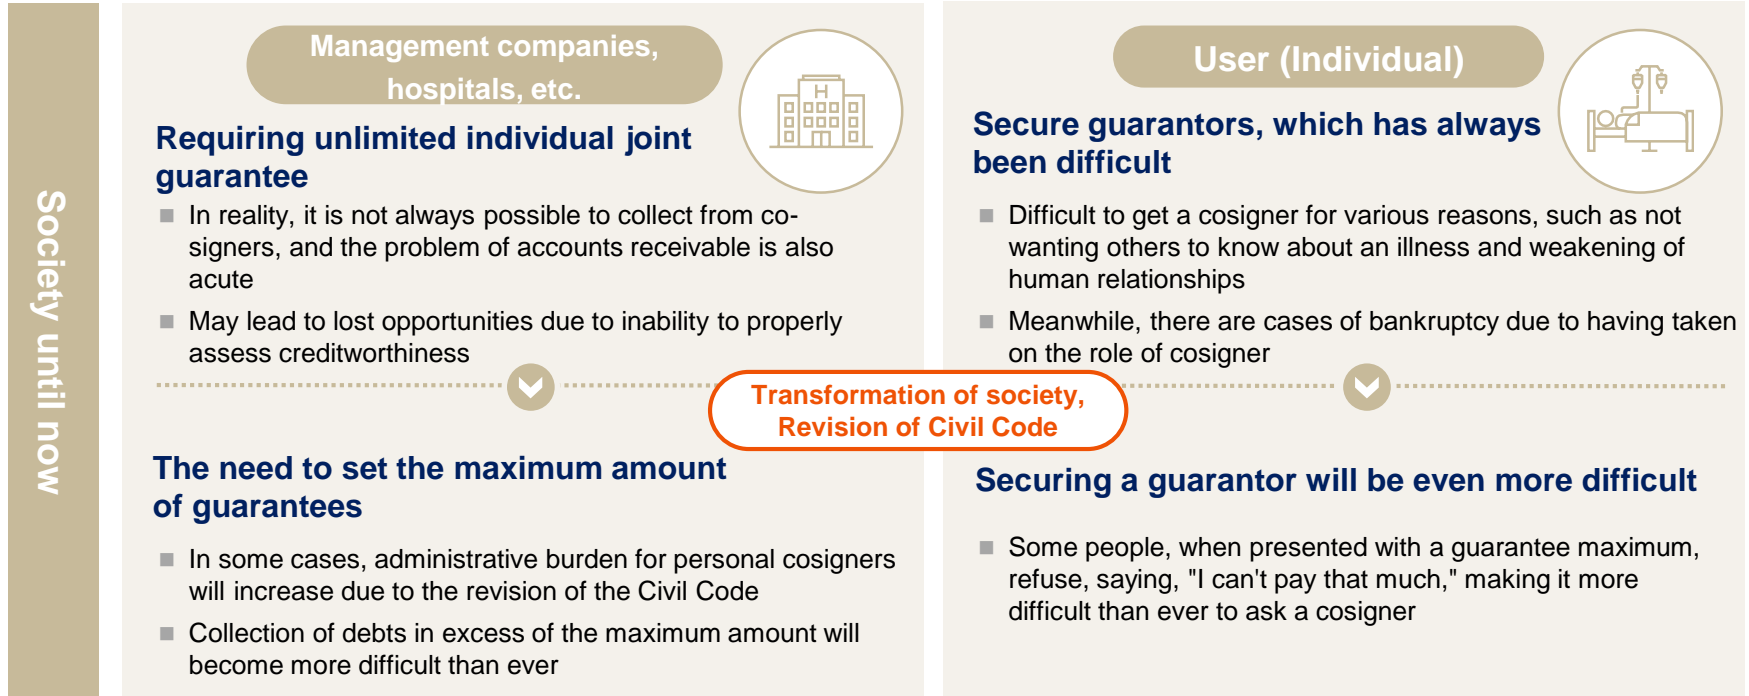 Society until now
Management companies,
hospitals, etc.
H
Requiring unlimited individual joint
guarantee
In reality, it is not always possible to collect from co-
signers, and the problem of accounts receivable is also
acute
May lead to lost opportunities due to inability to properly
assess creditworthiness
User (Individual)
Secure guarantors, which has always
been difficult
Difficult to get a cosigner for various reasons, such as not
wanting others to know about an illness and weakening of
human relationships
Meanwhile, there are cases of bankruptcy due to having taken
on the role of cosigner
Transformation of society,
Revision of Civil Code
The need to set the maximum amount
of guarantees
In some cases, administrative burden for personal cosigners
will increase due to the revision of the Civil Code
Collection of debts in excess of the maximum amount will
become more difficult than ever
Securing a guarantor will be even more difficult
Some people, when presented with a guarantee maximum,
refuse, saying, "I can't pay that much," making it more
difficult than ever to ask a cosigner